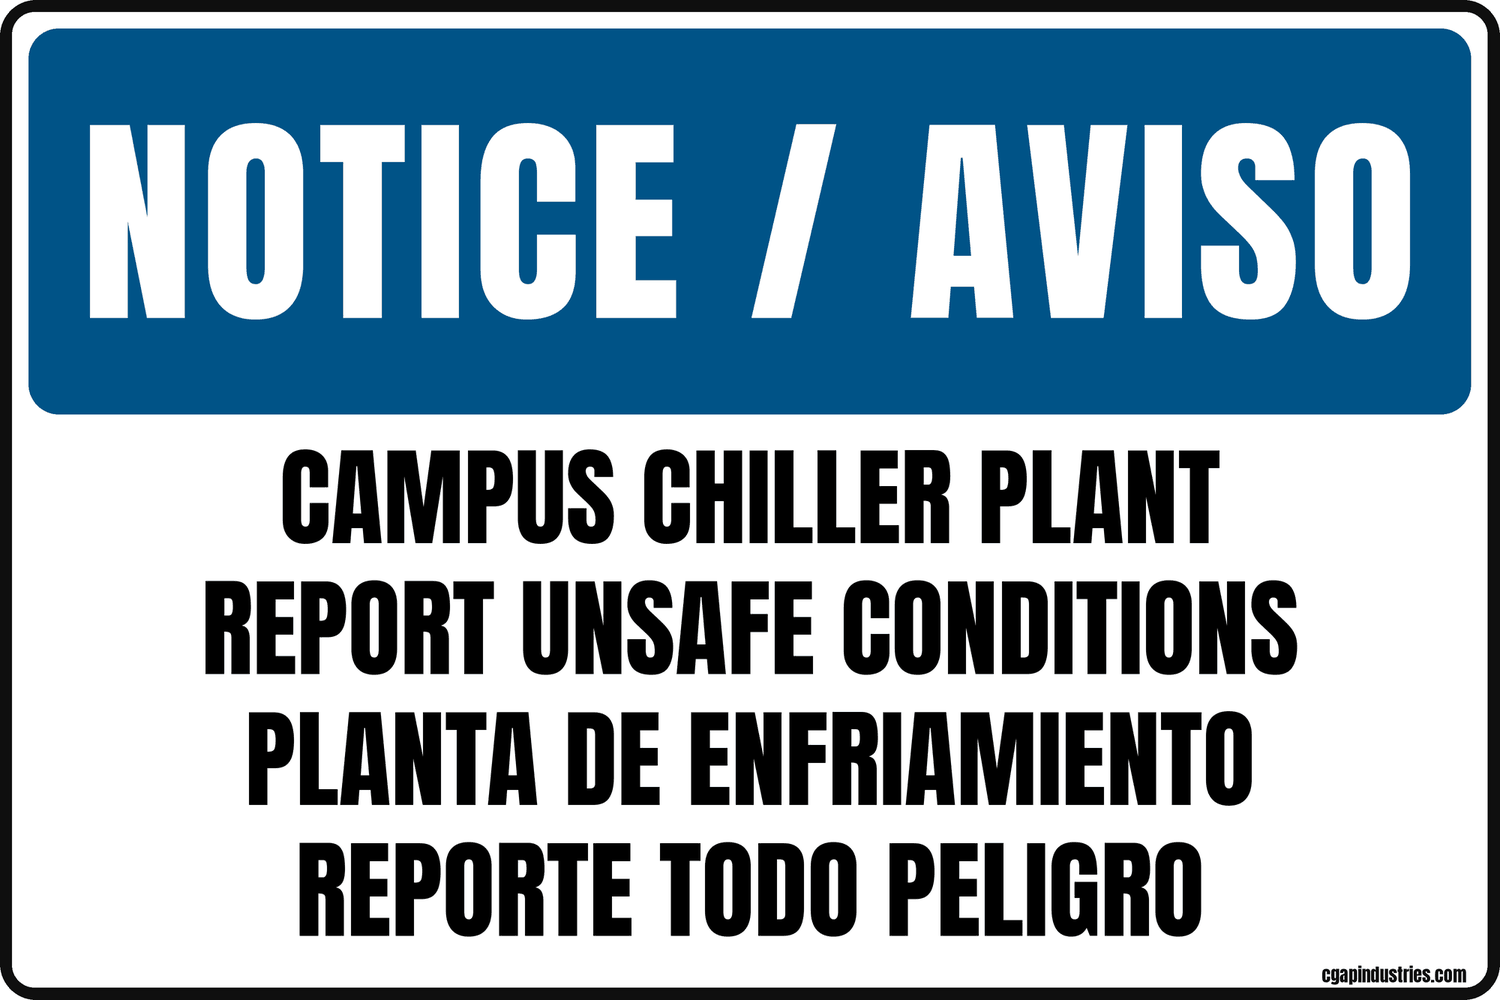 NOTICE / AVISO
CAMPUS CHILLER PLANT
REPORT UNSAFE CONDITIONS
PLANTA DE ENFRIAMIENTO
REPORTE TODO PELIGRO
cgapindustries.com